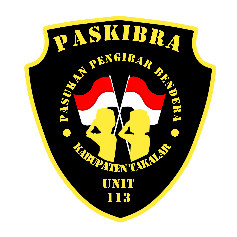 PASKIBRA
PASUKAN PENGIBAR BENDERA
KABUPATEN TAKALAR
UNIT
113